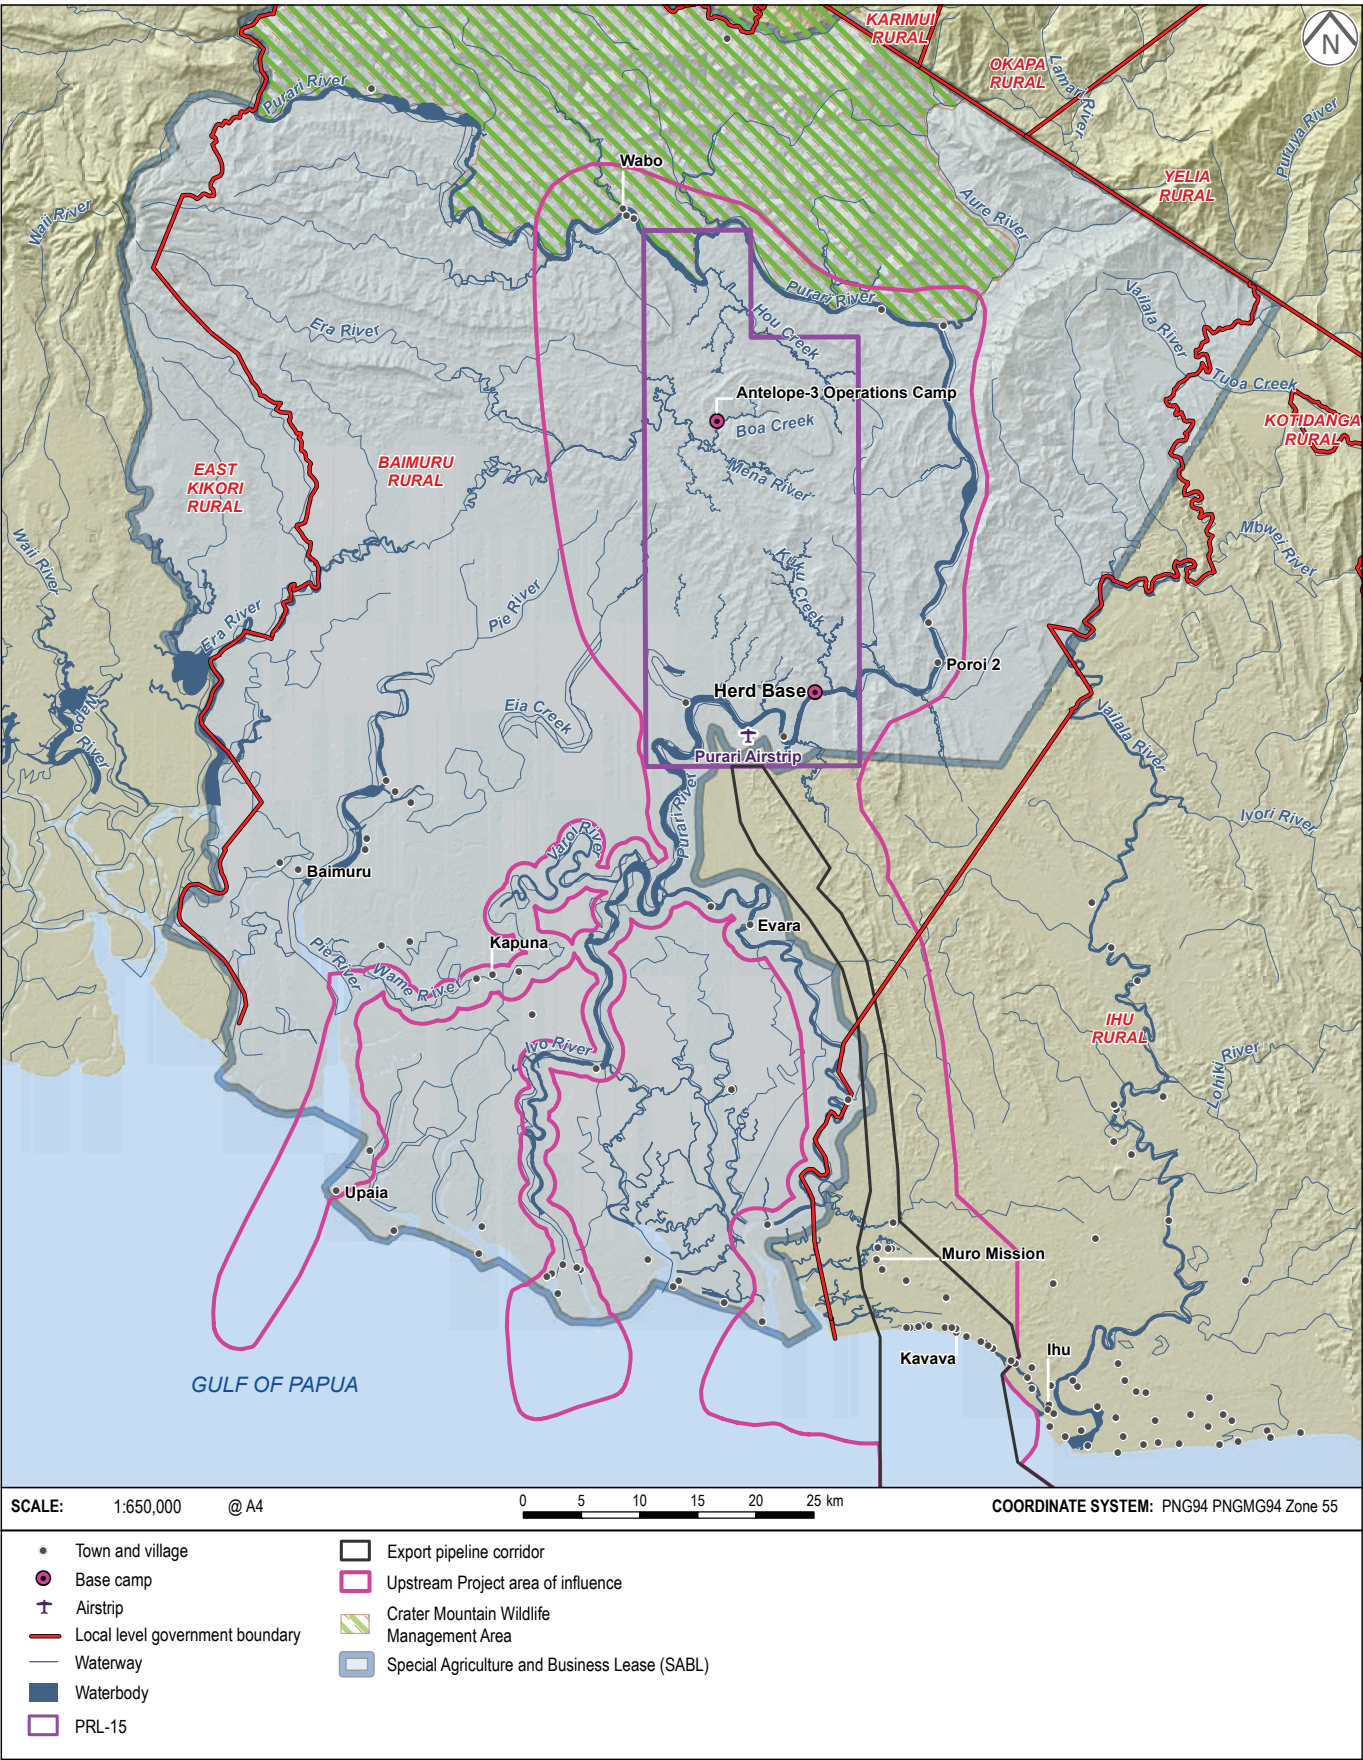 KARIMUI
RURAL
N
OKAPA
RURAL
Lamari River
Puruya River
Purari River
Wabo
YELIA
RURAL
Aure River
Waii River
Purari River
Vailala River
Hou Creek
Era River
Tuoa Creek
Antelope-3 Operations Camp
Boa Creek
KOTIDANGA
RURAL
EAST
KIKORI
RURAL
BAIMURU
RURAL
Mena River
Waii River
Mbwei River
Kuku Creek
Pie River
Era River
Poroi 2
Herd Base
Napo River
Eia Creek
Vailala River
Purari Airstrip
Purari River
Ivori River
Varoi River
Baimuru
Evara
Kapuna
Pie River
Wame River
IHU
RURAL
Ivo River
Lohiki River
Upaia
Muro Mission
Kavava
Ihu
GULF OF PAPUA
SCALE: 1:650,000 @ A4
0 5 10 15 20 25 km
COORDINATE SYSTEM: PNG94 PNGMG94 Zone 55
Town and village
Base camp
Airstrip
Local level government boundary
Waterway
Waterbody
PRL-15
Export pipeline corridor
Upstream Project area of influence
Crater Mountain Wildlife
Management Area
Special Agriculture and Business Lease (SABL)